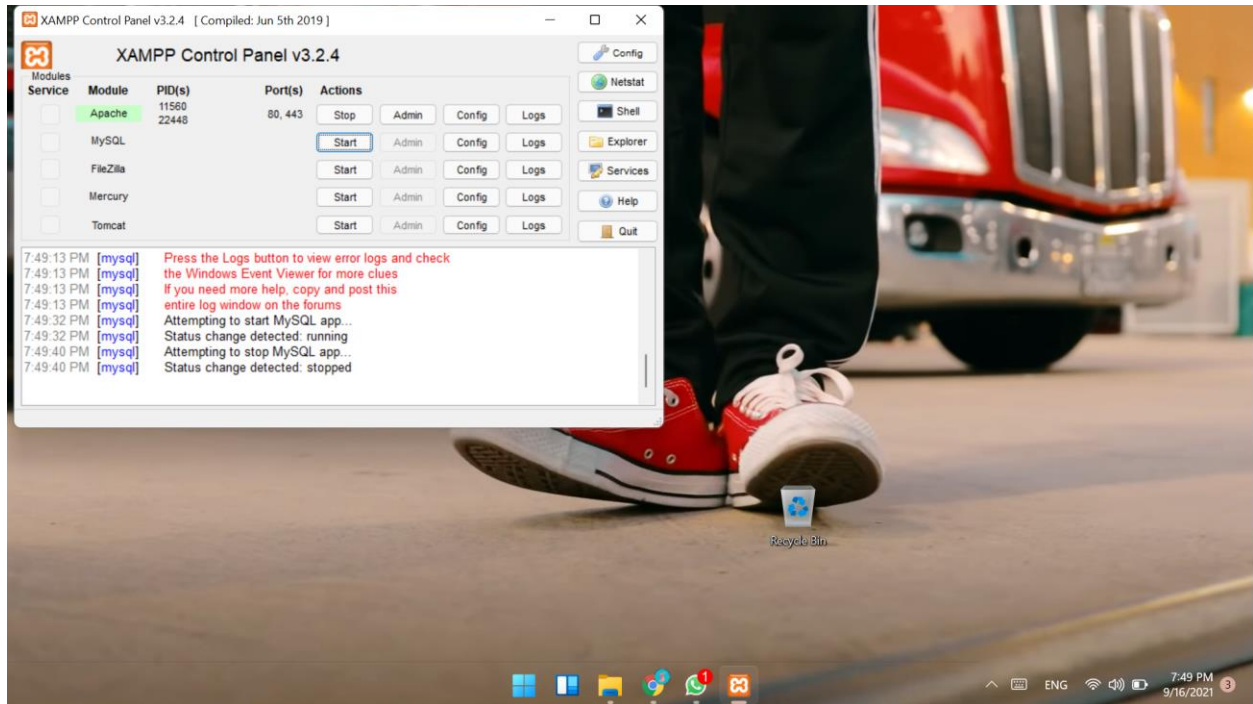 XAMPP Control Panel v3.2.4 [ Compiled: Jun 5th 2019 ]
XAMPP Control Panel v3.2.4
Config
Modules
Service Module PID(s) Port(s) Actions
Netstat
Apache 11560 22448 80, 443 Stop Admin Config Logs
Shell
MySQL Start Admin Config Logs
Explorer
FileZilla Start Admin Config Logs
Services
Mercury Start Admin Config Logs
Help
Tomcat Start Admin Config Logs
Quit
7:49:13 PM [mysql] Press the Logs button to view error logs and check
7:49:13 PM [mysql] the Windows Event Viewer for more clues
7:49:13 PM [mysql] If you need more help, copy and post this
7:49:13 PM [mysql] entire log window on the forums
7:49:32 PM [mysql] Attempting to start MySQL app...
7:49:32 PM [mysql] Status change detected: running
7:49:40 PM [mysql] Attempting to stop MySQL app...
7:49:40 PM [mysql] Status change detected: stopped
Recycle Bin
1
ENG
7:49 PM
9/16/2021
3